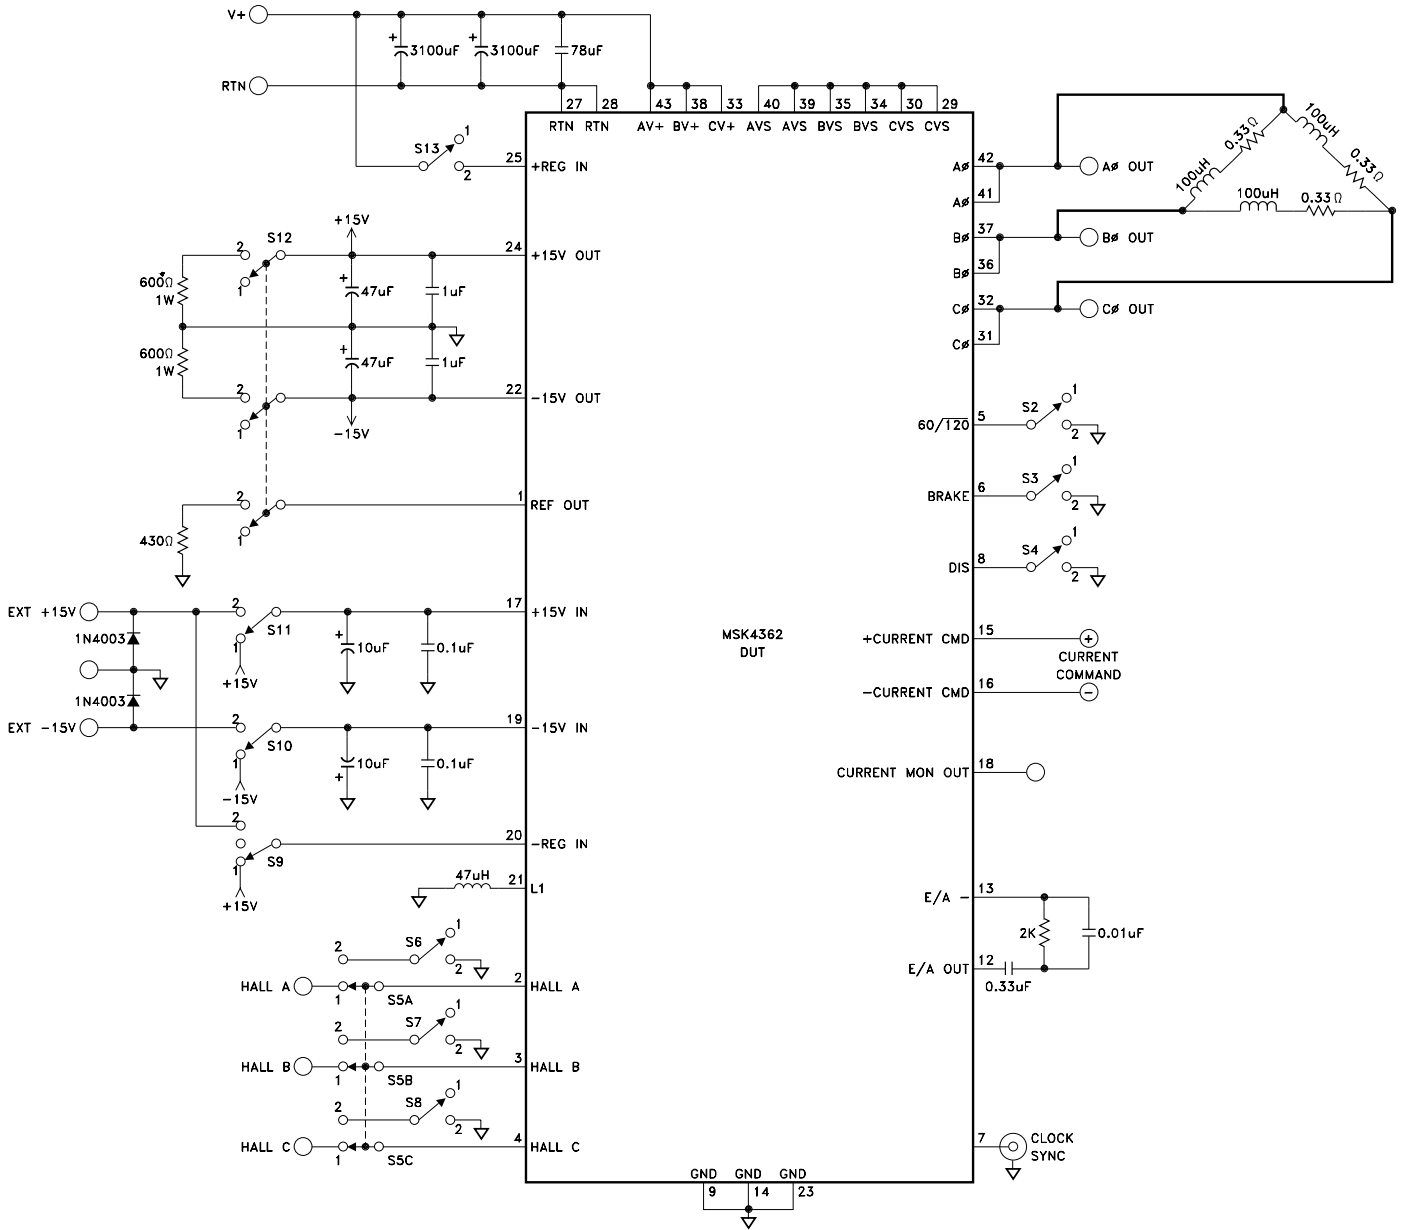 V+
3100uF
3100uF
78uF
RTN
27
28
43
38
33
40
39
35
34
30
29
RTN
RTN
AV+
BV+
CV+
AVS
AVS
BVS
BVS
CVS
CVS
S13
1
2
25
+REG IN
AØ
42
AØ OUT
AØ
41
BØ
37
BØ OUT
BØ
36
CØ
32
CØ OUT
CØ
31
100uH
0.33Ω
100uH
0.33Ω
100uH
0.33Ω
+15V
2
S12
1
24
+15V OUT
600Ω
1W
+
47uF
1uF
600Ω
1W
+
47uF
1uF
2
1
22
-15V OUT
-15V
60/120
5
S2
1
2
BRAKE
6
S3
1
2
2
1
1
REF OUT
430Ω
DIS
8
S4
1
2
EXT +15V
2
S11
1
+15V
17
+15V IN
1N4003
+
10uF
0.1uF
1N4003
EXT -15V
2
S10
1
-15V
19
-15V IN
10uF
+
0.1uF
MSK4362
DUT
+CURRENT CMD
15
+
CURRENT
COMMAND
-CURRENT CMD
16
-
CURRENT MON OUT
18
2
1
S9
+15V
20
-REG IN
47uH
21
L1
E/A -
13
2K
0.01uF
E/A OUT
12
0.33uF
2
S6
1
2
HALL A
1
S5A
2
HALL A
2
S7
1
2
HALL B
1
S5B
3
HALL B
2
S8
1
2
HALL C
1
S5C
4
HALL C
7
CLOCK
SYNC
GND
GND
GND
9
14
23